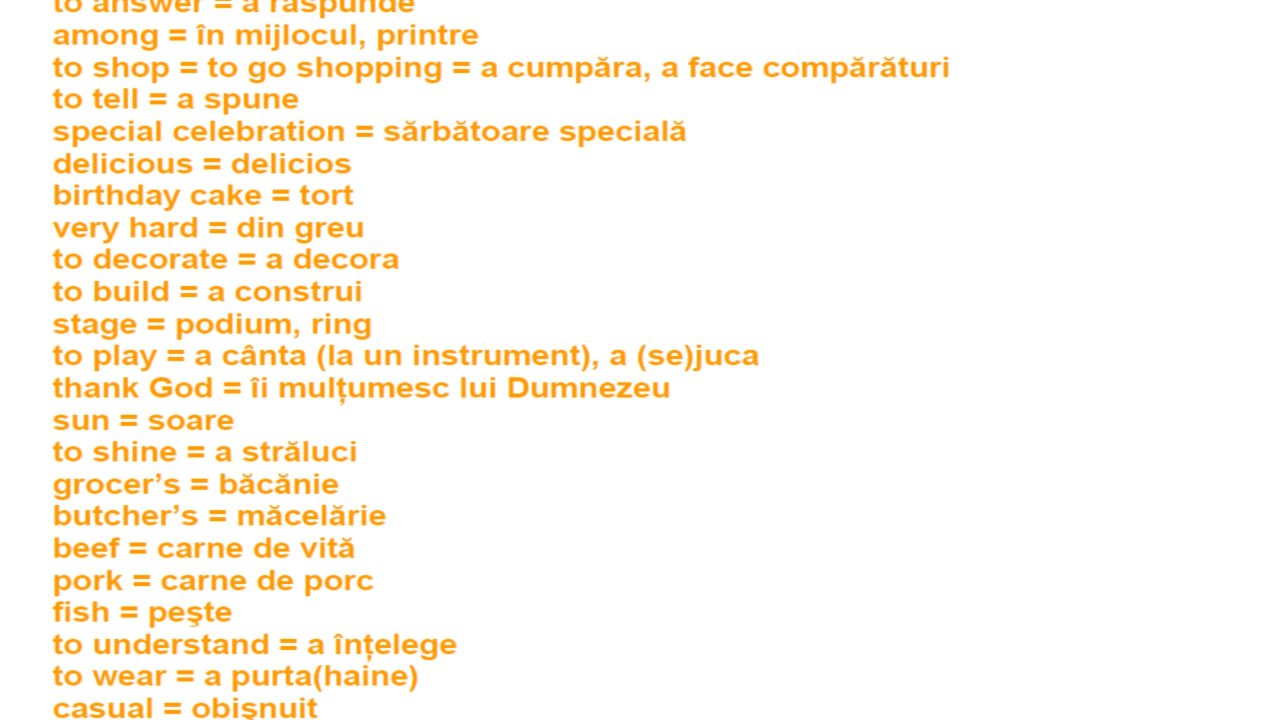 to answer = a răspunde
among = în mijlocul, printre
to shop = to go shopping = a cumpăra, a face compărături
to tell = a spune
special celebration = sărbătoare specială
delicious = delicios
birthday cake = tort
very hard = din greu
to decorate = a decora
to build = a construi
stage = podium, ring
to play = a cânta (la un instrument), a (se)juca
thank God = îi mulțumesc lui Dumnezeu
sun = soare
to shine = a străluci
grocer’s = băcănie
butcher’s = măcelărie
beef = carne de vită
pork = carne de porc
fish = peşte
to understand = a înțelege
to wear = a purta(haine)
casual = obişnuit